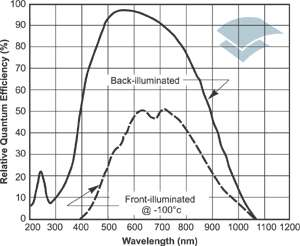 100
90
80
70
60
50
40
30
20
10
0
Relative Quantum Efficiency (%)
Back-illuminated
Front-illuminated
@ -100°c
200 300 400 500 600 700 800 900 1000 1100 1200
Wavelength (nm)